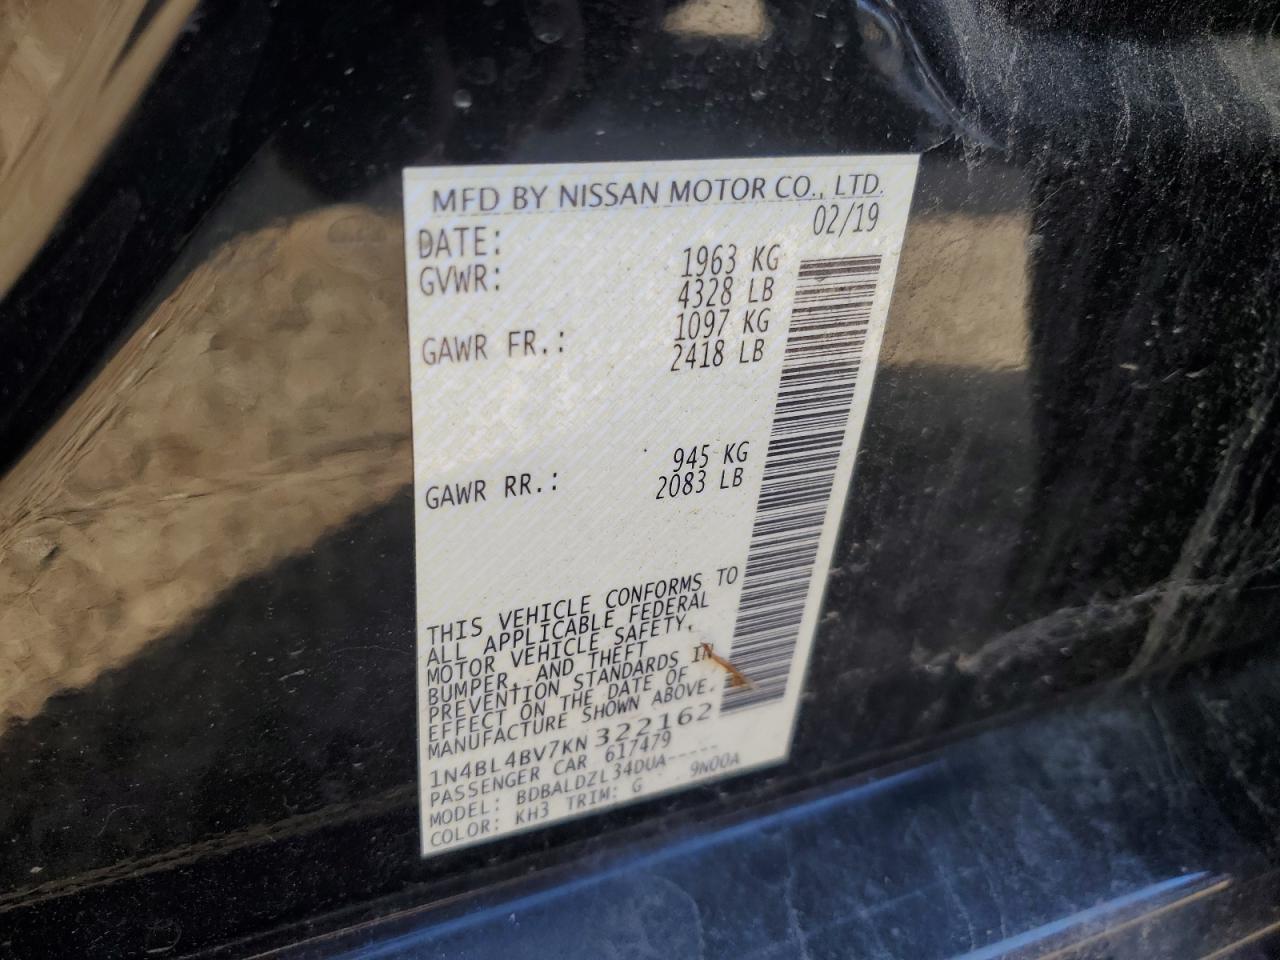 MFD BY NISSAN MOTOR CO., LTD.
DATE: 02/19
GVWR: 1963 KG
4328 LB
GAWR FR.: 1097 KG
2418 LB
GAWR RR.: 945 KG
2083 LB
THIS VEHICLE CONFORMS TO
ALL APPLICABLE FEDERAL
MOTOR VEHICLE SAFETY,
BUMPER, AND THEFT
PREVENTION STANDARDS IN
EFFECT ON THE DATE OF
MANUFACTURE SHOWN ABOVE.
1N4BL4BV7KN322162
PASSENGER CAR 617479
MODEL: BDBALDZL34DUA-----
COLOR: KH3 TRIM: G 9N00A